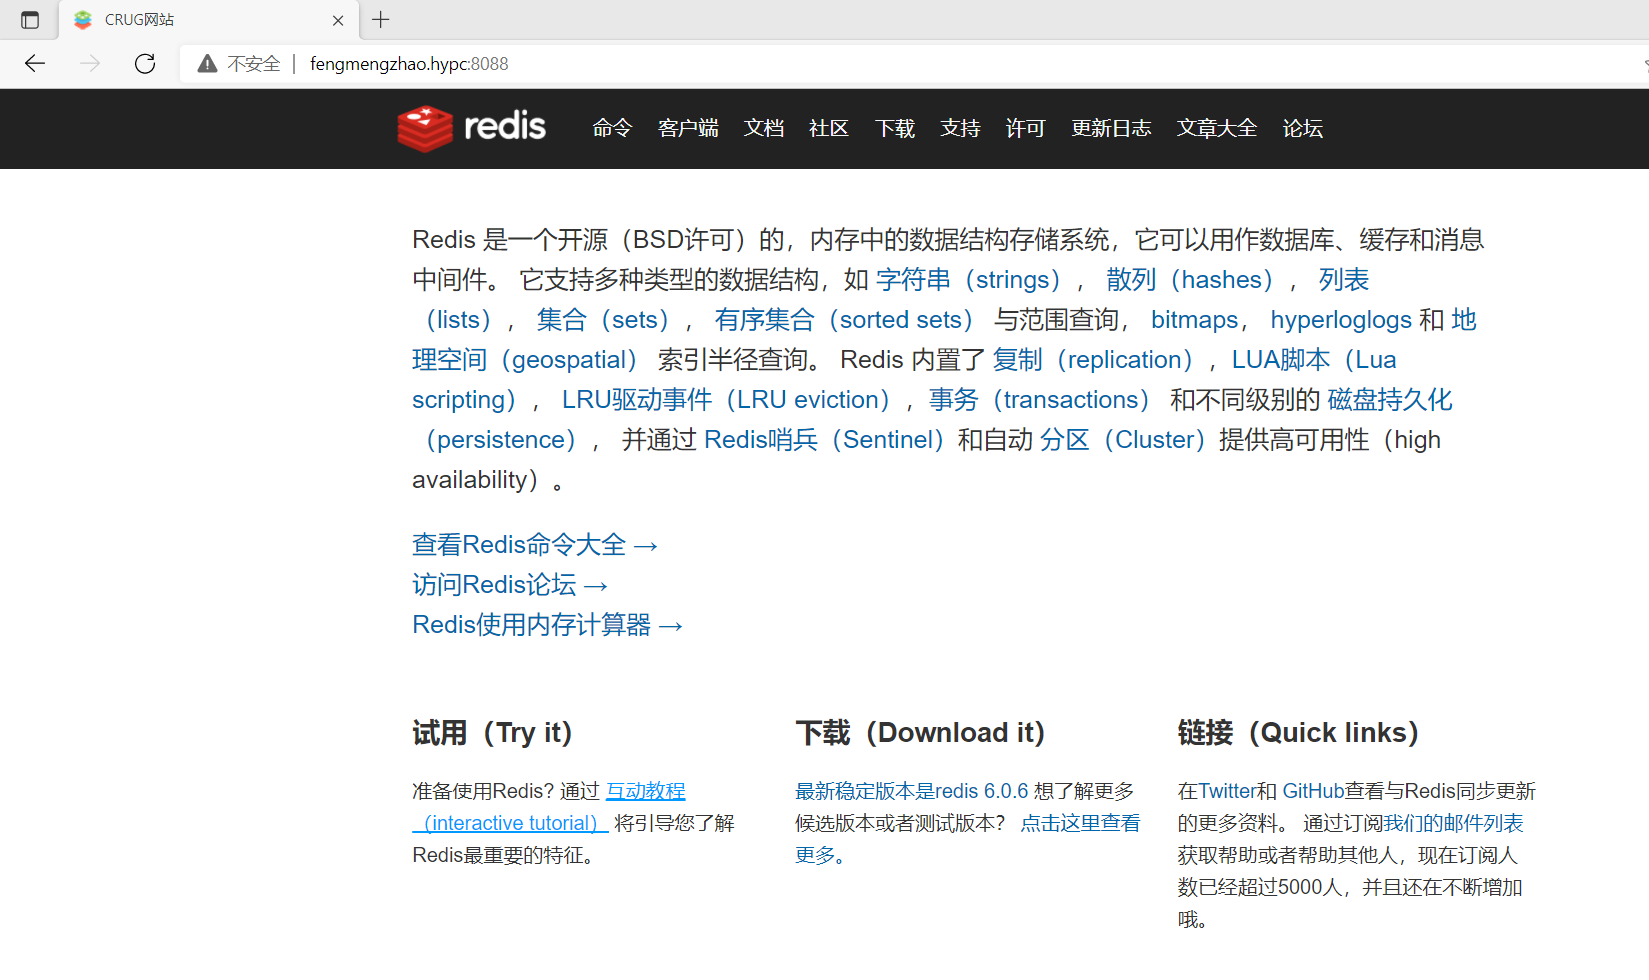 CRUG网站
不安全 fengmengzhao.hypc:8088
redis 命令 客户端 文档 社区 下载 支持 许可 更新日志 文章大全 论坛
Redis 是一个开源（BSD许可）的，内存中的数据结构存储系统，它可以用作数据库、缓存和消息
中间件。 它支持多种类型的数据结构，如 字符串（strings）， 散列（hashes）， 列表
（lists）， 集合（sets）， 有序集合（sorted sets） 与范围查询， bitmaps， hyperloglogs 和 地
理空间（geospatial） 索引半径查询。 Redis 内置了 复制（replication），LUA脚本（Lua
scripting）， LRU驱动事件（LRU eviction），事务（transactions） 和不同级别的 磁盘持久化
（persistence）， 并通过 Redis哨兵（Sentinel）和自动 分区（Cluster）提供高可用性（high
availability）。
查看Redis命令大全 →
访问Redis论坛 →
Redis使用内存计算器 →
试用（Try it）
准备使用Redis? 通过 互动教程
（interactive tutorial） 将引导您了解
Redis最重要的特征。
下载（Download it）
最新稳定版本是redis 6.0.6 想了解更多
候选版本或者测试版本？ 点击这里查看
更多。
链接（Quick links）
在Twitter和 GitHub查看与Redis同步更新
的更多资料。 通过订阅我们的邮件列表
获取帮助或者帮助其他人，现在订阅人
数已经超过5000人，并且还在不断增加
哦。